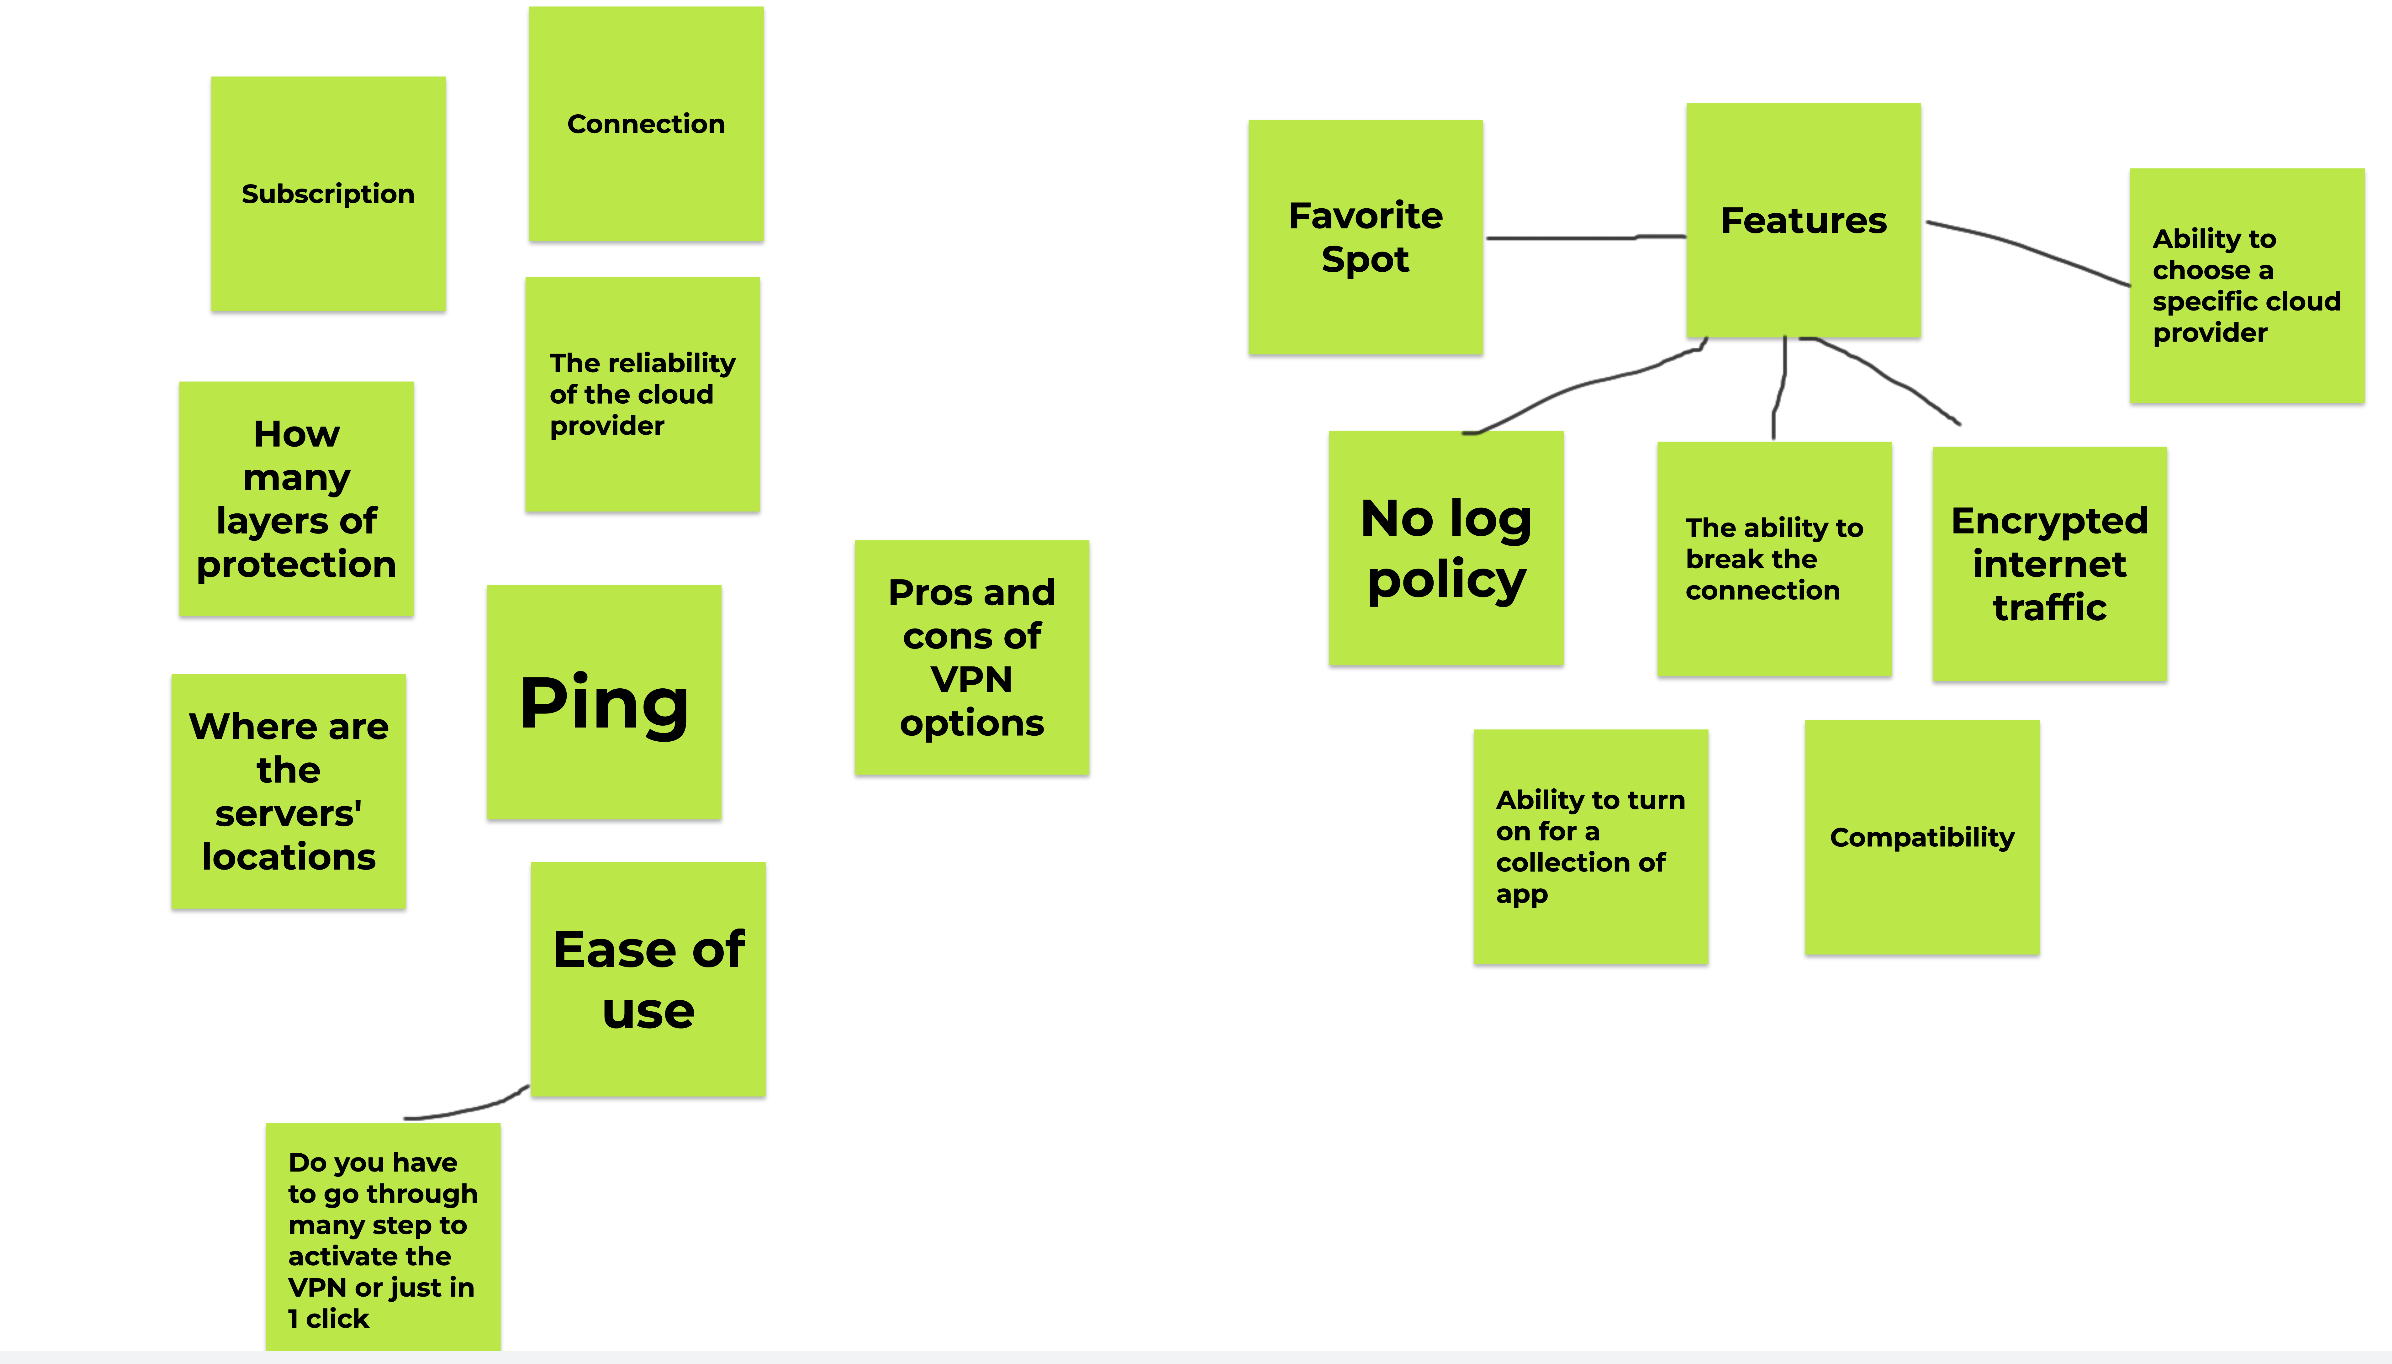 Connection
Subscription
The reliability
of the cloud
provider
How
many
layers of
protection
Ping
Pros and
cons of
VPN
options
Where are
the
servers'
locations
Ease of
use
Do you have
to go through
many step to
activate the
VPN or just in
1 click
Favorite
Spot
Features
Ability to
choose a
specific cloud
provider
No log
policy
The ability to
break the
connection
Encrypted
internet
traffic
Ability to turn
on for a
collection of
app
Compatibility